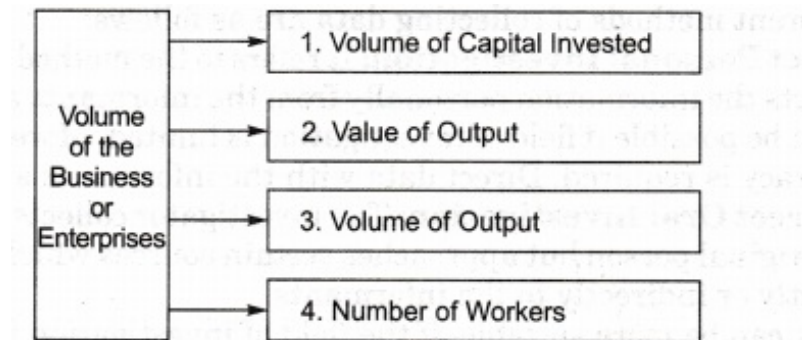 1. Volume of Capital Invested
Volume
of the
Business
or
Enterprises
2. Value of Output
3. Volume of Output
4. Number of Workers